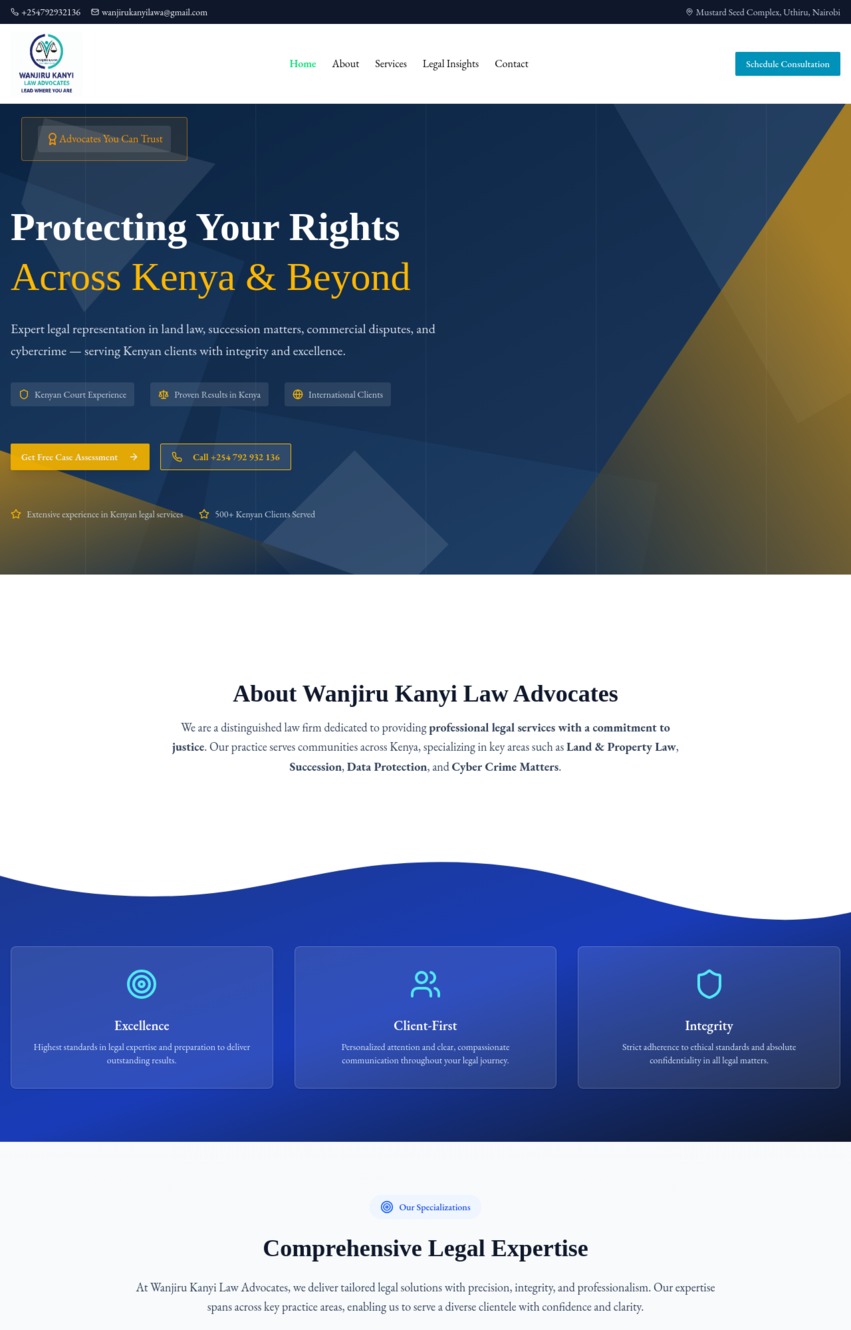 +254792932136 wanjirukanyilawa@gmail.com Mustard Seed Complex, Uthiru, Nairobi
WANJIRU KANYI
LAW ADVOCATES
LEAD WHERE YOU ARE
Home About Services Legal Insights Contact
Schedule Consultation
Advocates You Can Trust
Protecting Your Rights
Across Kenya & Beyond
Expert legal representation in land law, succession matters, commercial disputes, and
cybercrime — serving Kenyan clients with integrity and excellence.
Kenyan Court Experience Proven Results in Kenya International Clients
Get Free Case Assessment Call +254 792 932 136
Extensive experience in Kenyan legal services 500+ Kenyan Clients Served
About Wanjiru Kanyi Law Advocates
We are a distinguished law firm dedicated to providing professional legal services with a commitment to
justice. Our practice serves communities across Kenya, specializing in key areas such as Land & Property Law,
Succession, Data Protection, and Cyber Crime Matters.
Excellence
Highest standards in legal expertise and preparation to deliver
outstanding results.
Client-First
Personalized attention and clear, compassionate
communication throughout your legal journey.
Integrity
Strict adherence to ethical standards and absolute
confidentiality in all legal matters.
Our Specializations
Comprehensive Legal Expertise
At Wanjiru Kanyi Law Advocates, we deliver tailored legal solutions with precision, integrity, and professionalism. Our expertise
spans across key practice areas, enabling us to serve a diverse clientele with confidence and clarity.